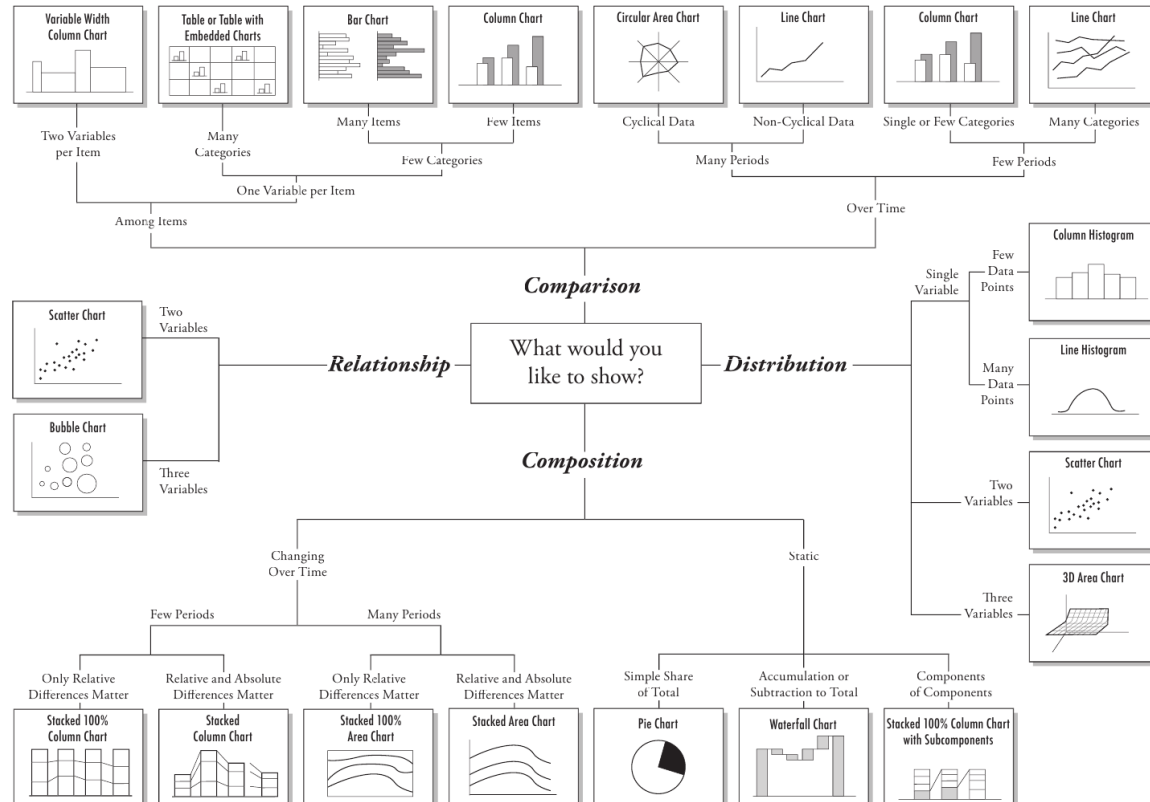 Variable Width
Column Chart
Table or Table with
Embedded Charts
Bar Chart
Column Chart
Circular Area Chart
Line Chart
Column Chart
Line Chart
Two Variables
per Item
Many
Categories
Many Items
Few Items
Cyclical Data
Non-Cyclical Data
Single or Few Categories
Many Categories
Few Categories
Many Periods
Few Periods
One Variable per Item
Among Items
Over Time
Comparison
What would you
like to show?
Relationship
Two
Variables
Scatter Chart
Three
Variables
Bubble Chart
Distribution
Single
Variable
Few
Data
Points
Column Histogram
Many
Data
Points
Line Histogram
Two
Variables
Scatter Chart
Three
Variables
3D Area Chart
Composition
Changing
Over Time
Static
Few Periods
Many Periods
Only Relative
Differences Matter
Relative and Absolute
Differences Matter
Only Relative
Differences Matter
Relative and Absolute
Differences Matter
Simple Share
of Total
Accumulation or
Subtraction to Total
Components
of Components
Stacked 100%
Column Chart
Stacked
Column Chart
Stacked 100%
Area Chart
Stacked Area Chart
Pie Chart
Waterfall Chart
Stacked 100% Column Chart
with Subcomponents